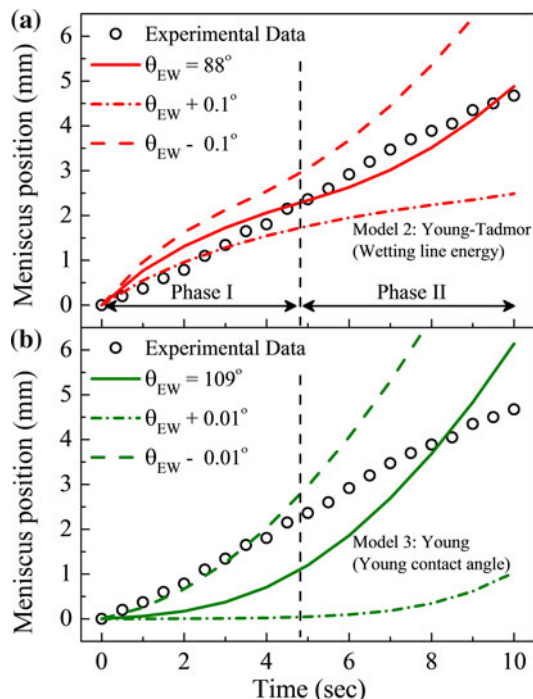 (a)
Experimental Data
θEW = 88°
θEW + 0.1°
θEW - 0.1°
Meniscus position (mm)
6
5
4
3
2
1
0
Model 2: Young-Tadmor
(Wetting line energy)
Phase I
Phase II
(b)
Experimental Data
θEW = 109°
θEW + 0.01°
θEW - 0.01°
Meniscus position (mm)
6
5
4
3
2
1
0
Model 3: Young
(Young contact angle)
0 2 4 6 8 10
Time (sec)